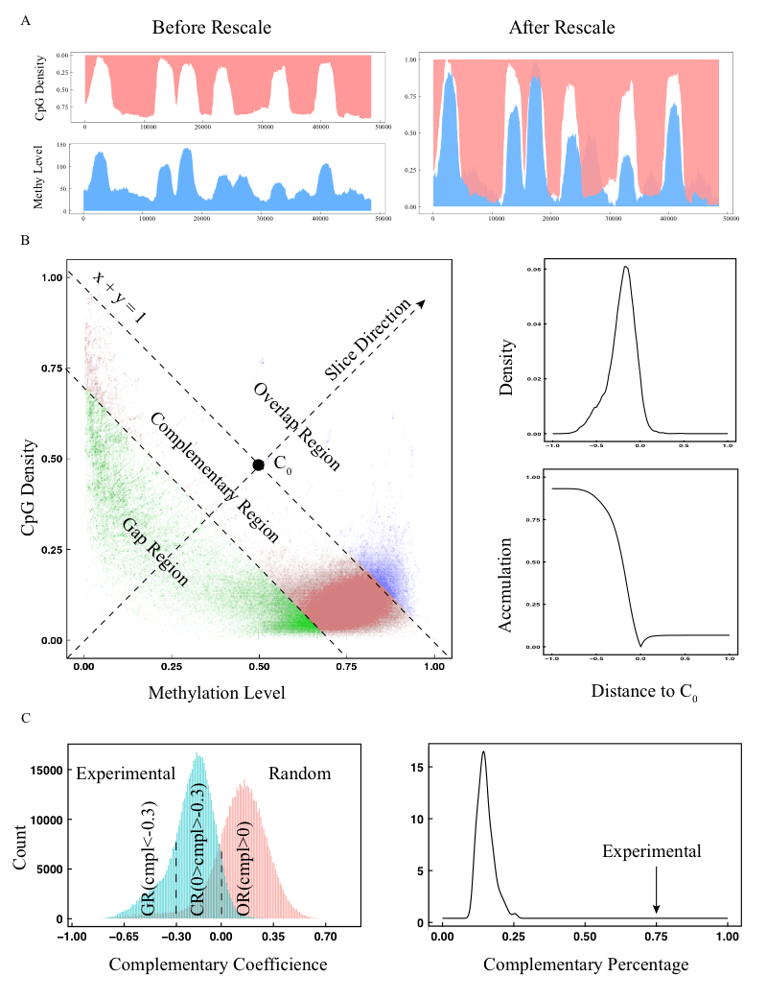 A
Before Rescale
After Rescale
CpG Density
0.00
0.25
0.50
0.75
0
10000
20000
30000
40000
50000
Methy Level
150
100
50
0
0
10000
20000
30000
40000
50000
1.00
0.75
0.50
0.25
0.00
0
10000
20000
30000
40000
50000
B
CpG Density
1.00
0.75
0.50
0.25
0.00
x + y = 1
Slice Direction
Overlap Region
Complementary Region
C0
Gap Region
0.00
0.25
0.50
0.75
1.00
Methylation Level
Density
0.06
0.04
0.02
0.00
-1.0
-0.5
0.0
0.5
1.0
Accmulation
1.00
0.75
0.50
0.25
0.00
-1.0
-0.5
0.0
0.5
1.0
Distance to C0
C
Count
15000
10000
5000
0
Experimental
Random
GR(cmpl<-0.3)
CR(0>cmpl>-0.3)
OR(cmpl>0)
-1.00
-0.65
-0.30
0.00
0.35
0.70
Complementary Coefficience
15
10
5
0
Experimental
0.00
0.25
0.50
0.75
1.00
Complementary Percentage